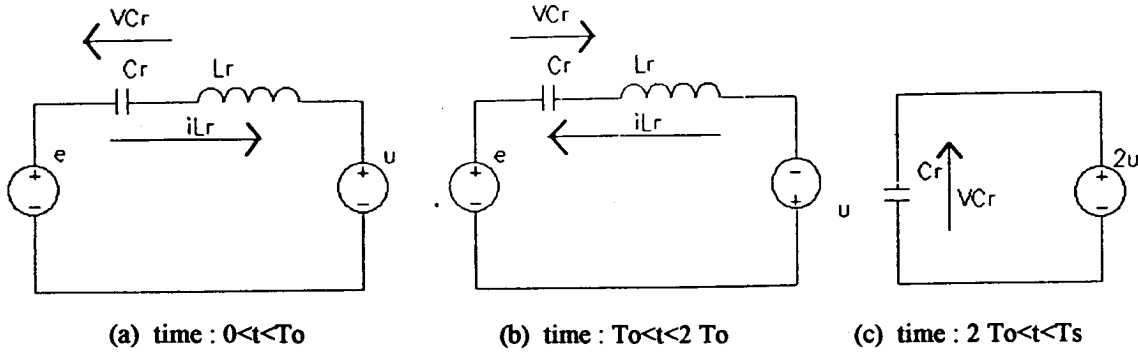 VCr
Cr
Lr
iLr
e
+
-
u
+
-
VCr
Cr
Lr
iLr
e
+
-
-
+
u
Cr
VCr
2u
+
-
(a) time : 0<t<To
(b) time : To<t<2 To
(c) time : 2 To<t<Ts